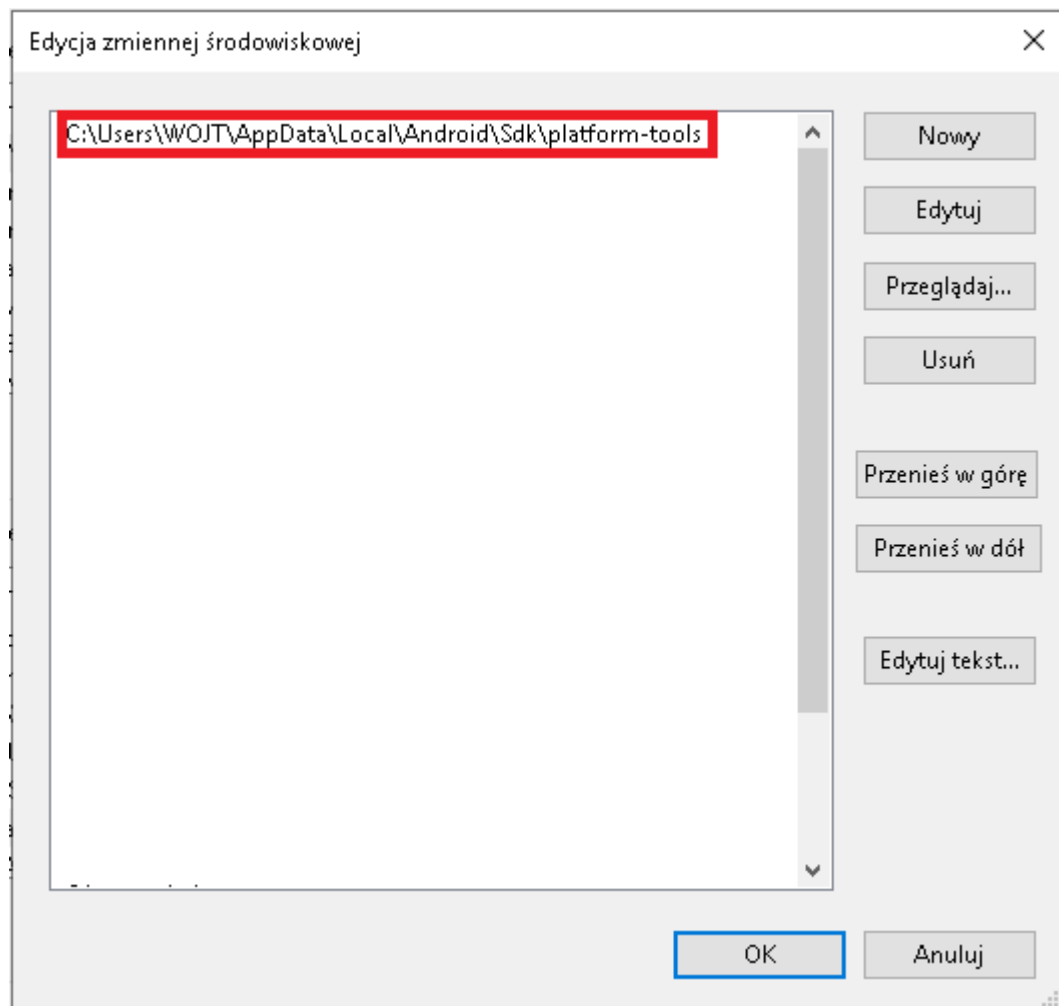 Edycja zmiennej środowiskowej
C:\Users\WOJT\AppData\Local\Android\Sdk\platform-tools
Nowy
Edytuj
Przeglądaj...
Usuń
Przenieś w górę
Przenieś w dół
Edytuj tekst...
OK
Anuluj